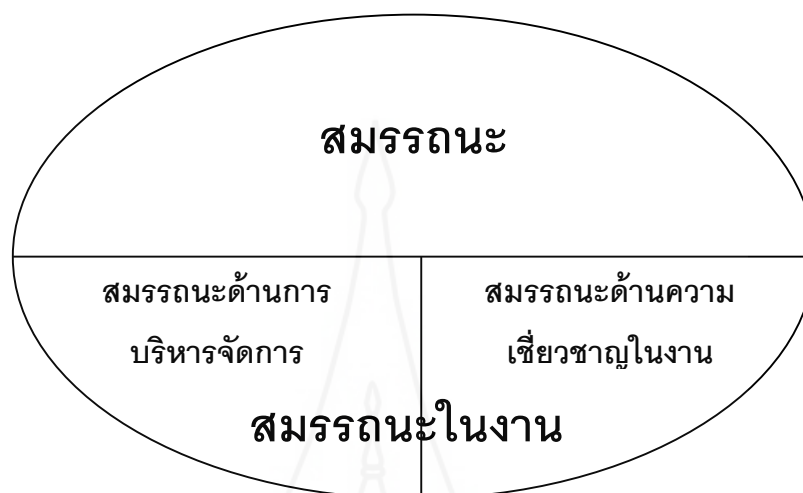 สมรรถนะ
สมรรถนะด้านการ
บริหารจัดการ
สมรรถนะด้านความ
เชี่ยวชาญในงาน
สมรรถนะในงาน